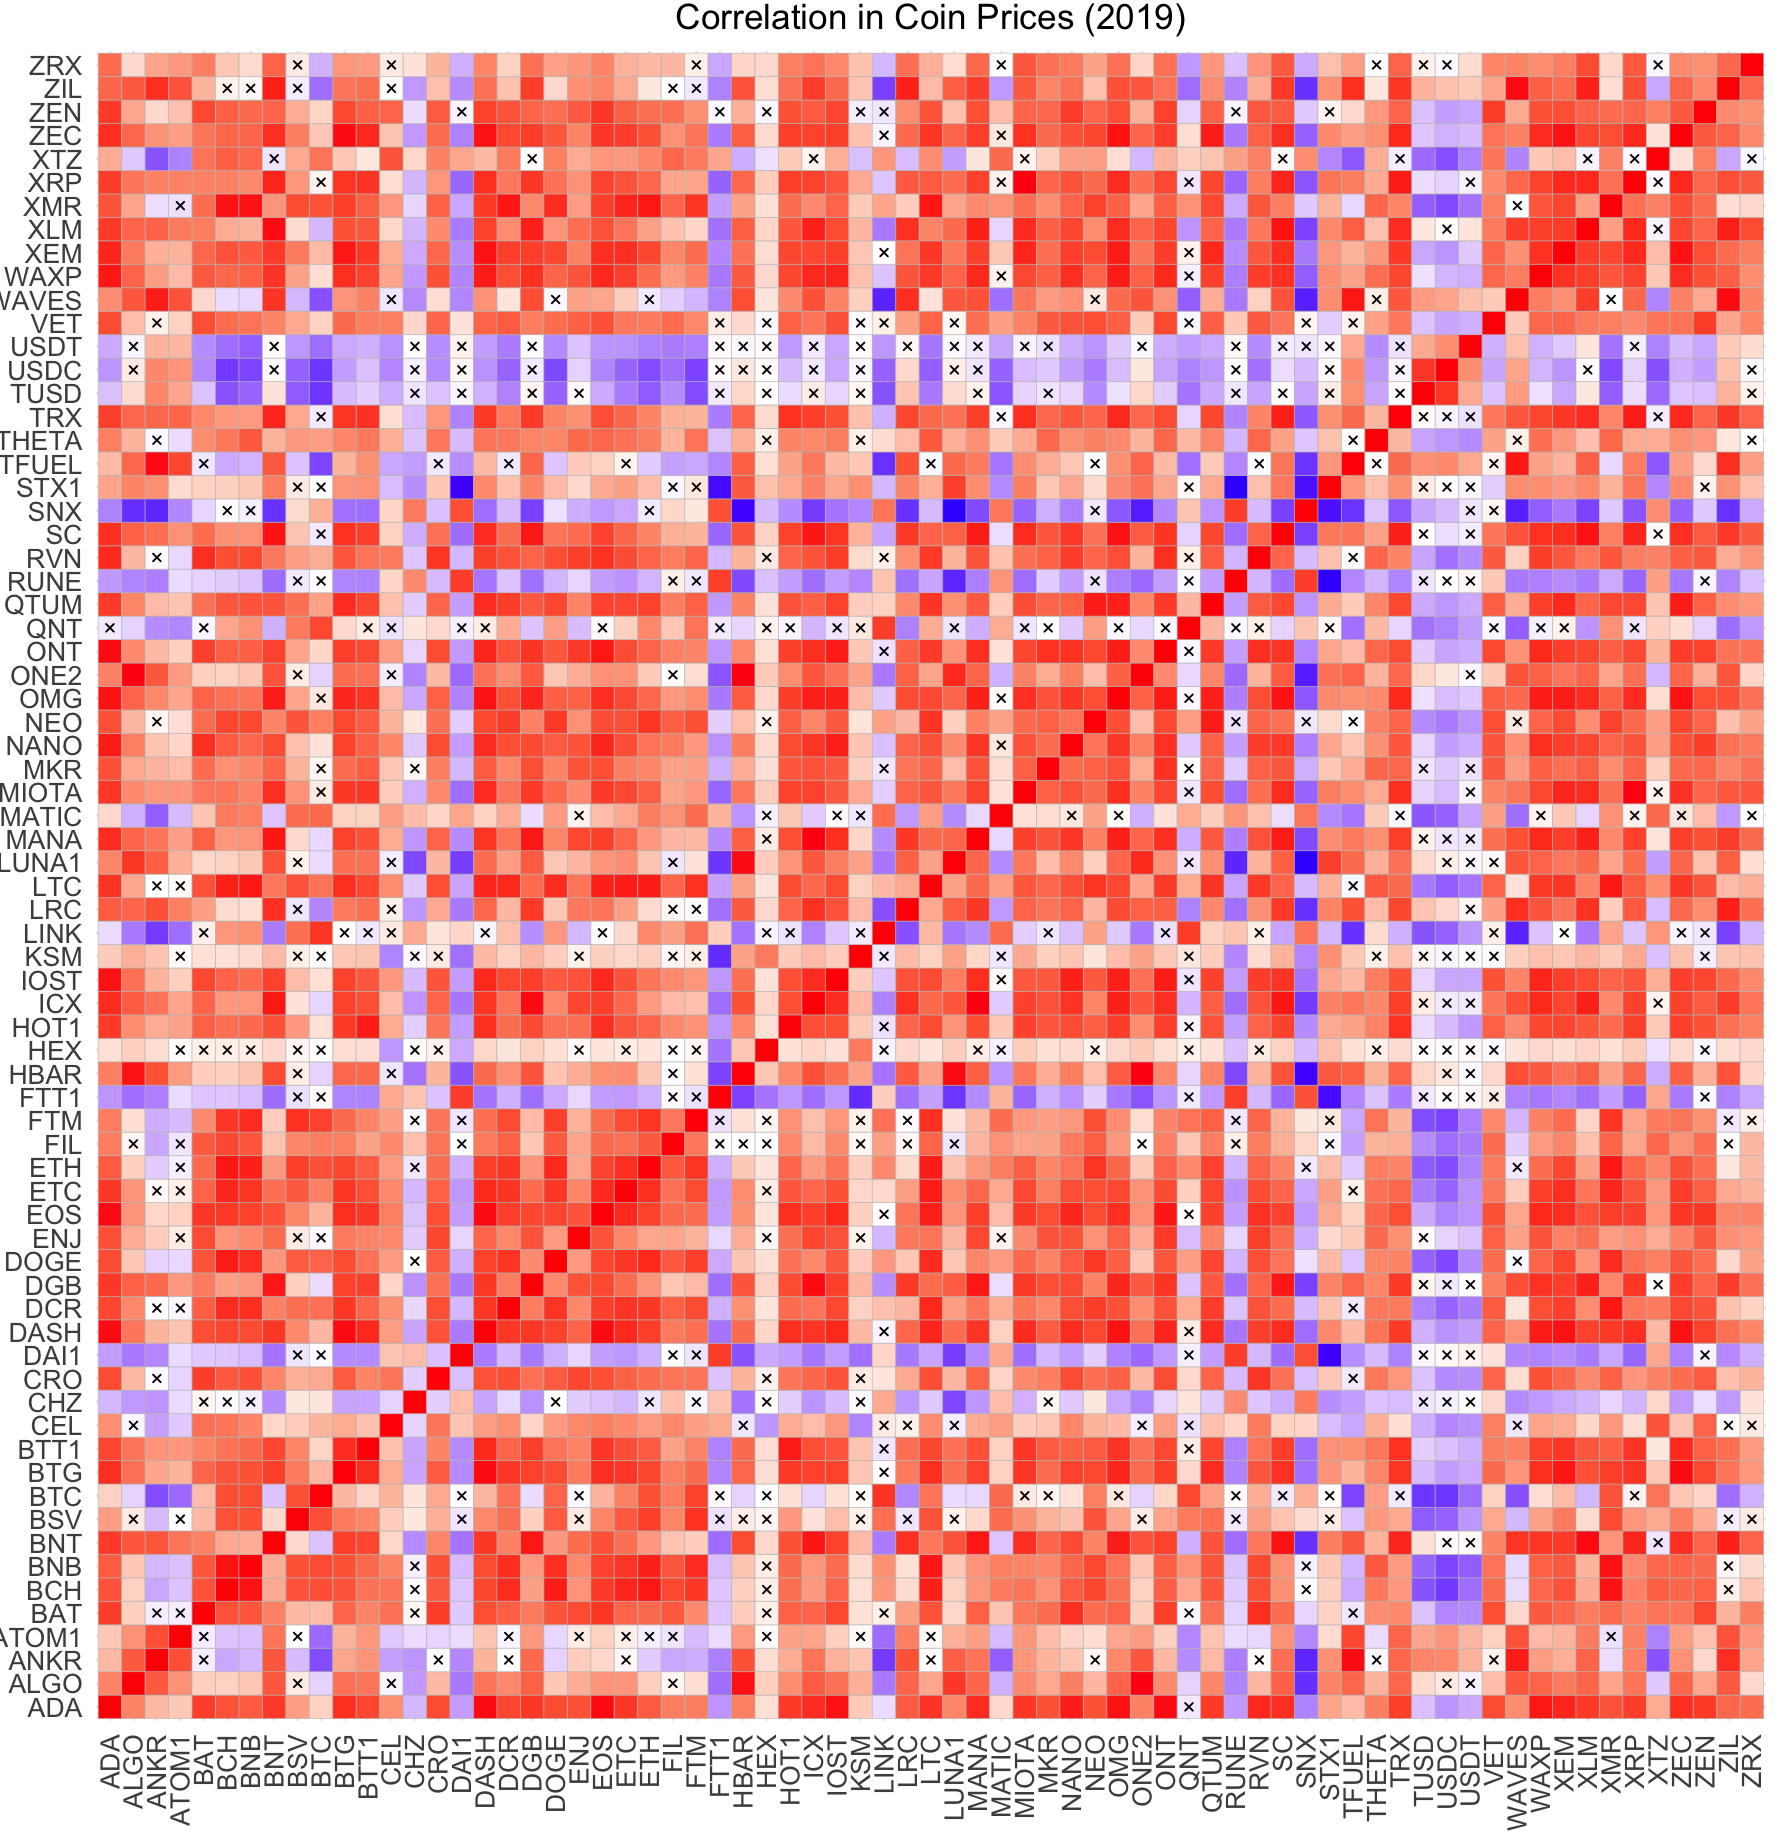 Correlation in Coin Prices (2019)
ZRX
ZIL
ZEN
ZEC
XTZ
XRP
XMR
XLM
XEM
WAXP
WAVES
VET
USDT
USDC
TUSD
TRX
THETA
TFUEL
STX1
SNX
SC
RVN
RUNE
QTUM
QNT
ONT
ONE2
OMG
NEO
NANO
MKR
MIOTA
MATIC
MANA
LUNA1
LTC
LRC
LINK
KSM
IOST
ICX
HOT1
HEX
HBAR
FTT1
FTM
FIL
ETH
ETC
EOS
ENJ
DOGE
DGB
DCR
DASH
DAI1
CRO
CHZ
CEL
BTT1
BTG
BTC
BSV
BNT
BNB
BCH
BAT
ATOM1
ANKR
ALGO
ADA
ADA
ALGO
ANKR
ATOM1
BAT
BCH
BNB
BNT
BSV
BTC
BTG
BTT1
CEL
CHZ
CRO
DAI1
DASH
DCR
DGB
DOGE
ENJ
EOS
ETC
ETH
FIL
FTM
FTT1
HBAR
HEX
HOT1
ICX
IOST
KSM
LINK
LRC
LTC
LUNA1
MANA
MATIC
MIOTA
MKR
NANO
NEO
OMG
ONE2
ONT
QNT
QTUM
RUNE
RVN
SC
SNX
STX1
TFUEL
THETA
TRX
TUSD
USDC
USDT
VET
WAVES
WAXP
XEM
XLM
XMR
XRP
XTZ
ZEC
ZEN
ZIL
ZRX